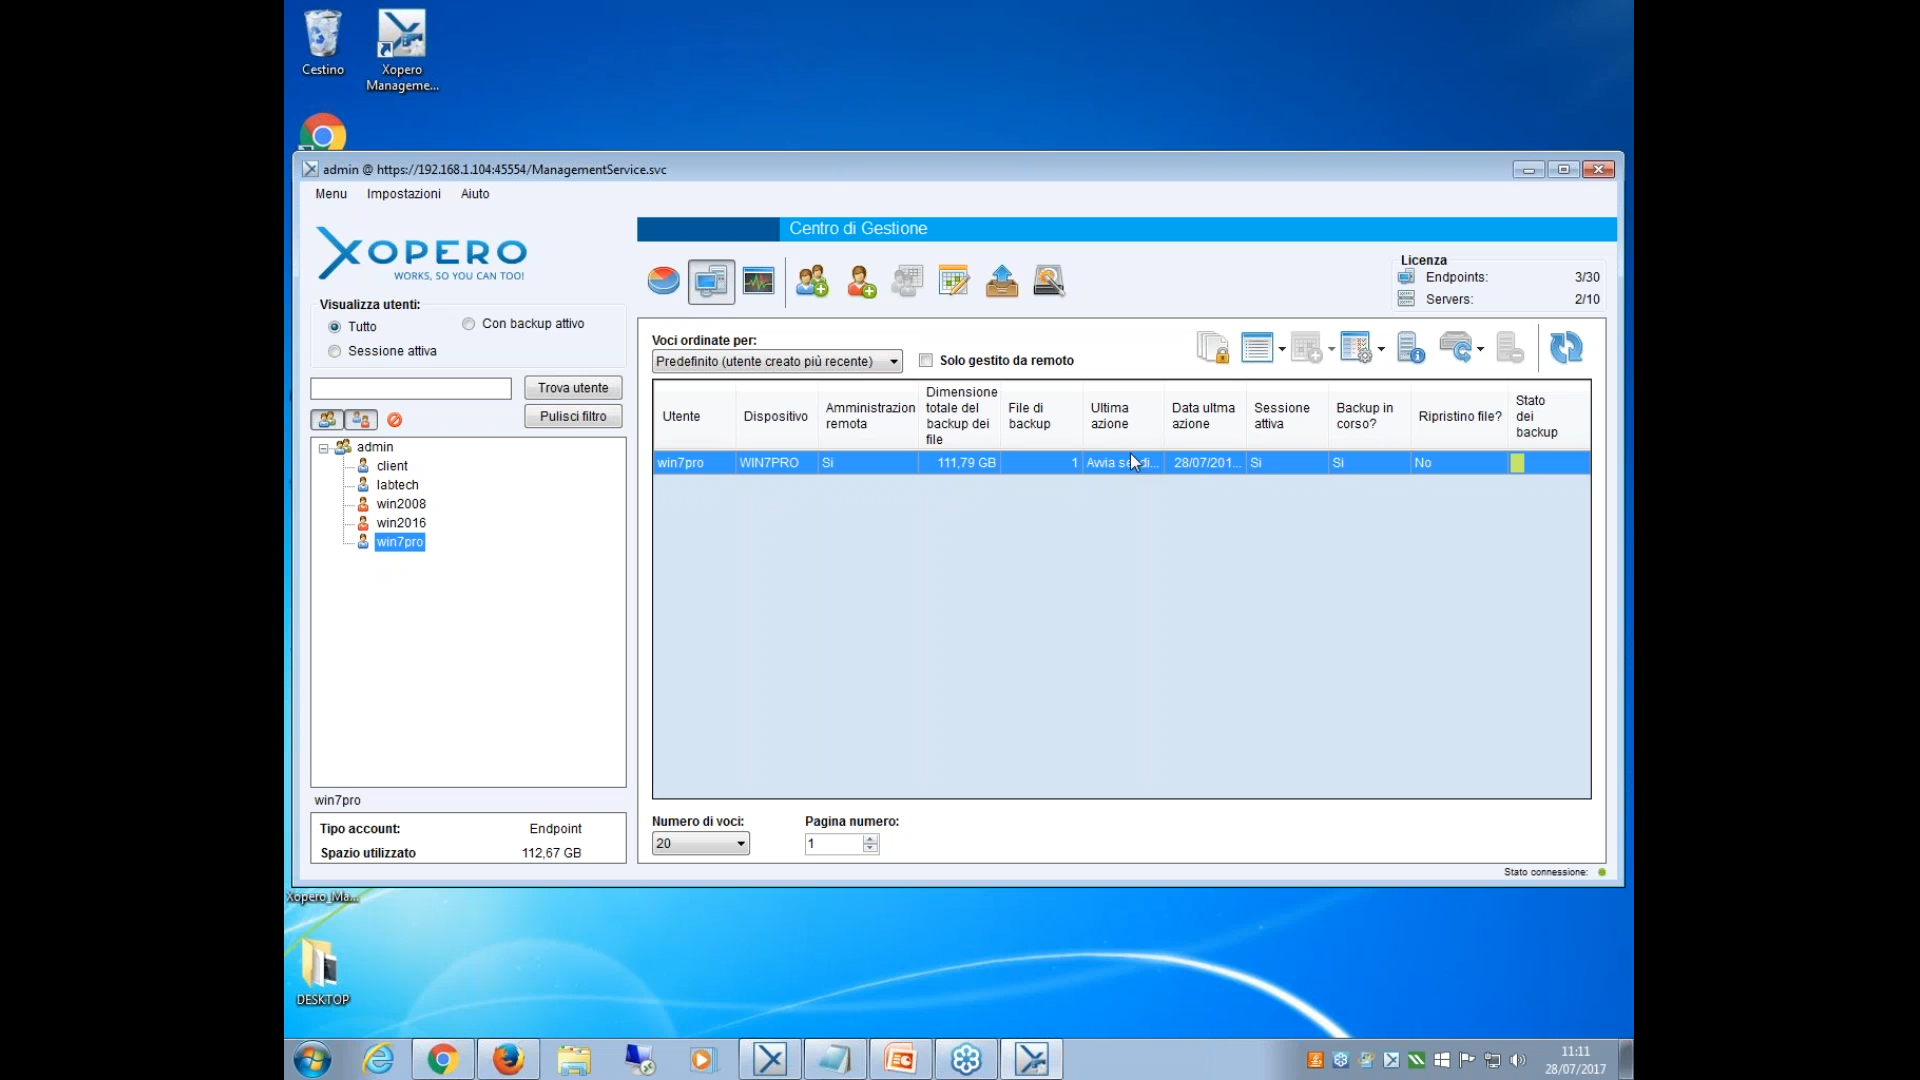 Cestino
Xopero
Manageme...
admin @ https://192.168.1.104:45554/ManagementService.svc
Menu Impostazioni Aiuto
XOPERO
WORKS, SO YOU CAN TOO!
Centro di Gestione
Licenza
Endpoints: 3/30
Servers: 2/10
Visualizza utenti:
Tutto
Con backup attivo
Sessione attiva
Trova utente
Pulisci filtro
admin
client
labtech
win2008
win2016
win7pro
win7pro
Tipo account: Endpoint
Spazio utilizzato 112,67 GB
Voci ordinate per:
Predefinito (utente creato più recente)
Solo gestito da remoto
Utente
Dispositivo
Amministrazion
remota
Dimensione
totale del
backup dei
file
File di
backup
Ultima
azione
Data ultma
azione
Sessione
attiva
Backup in
corso?
Ripristino file?
Stato
dei
backup
win7pro WIN7PRO Si 111,79 GB 1 Avvia 28/07/201... Si Si No
Numero di voci:
20
Pagina numero:
1
Stato connessione:
Xopero_Ma...
DESKTOP
11:11
28/07/2017